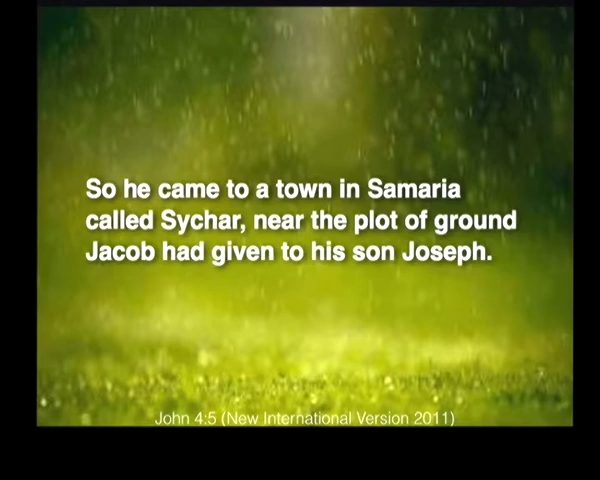 So he came to a town in Samaria
called Sychar, near the plot of ground
Jacob had given to his son Joseph.
John 4:5 (New International Version 2011)